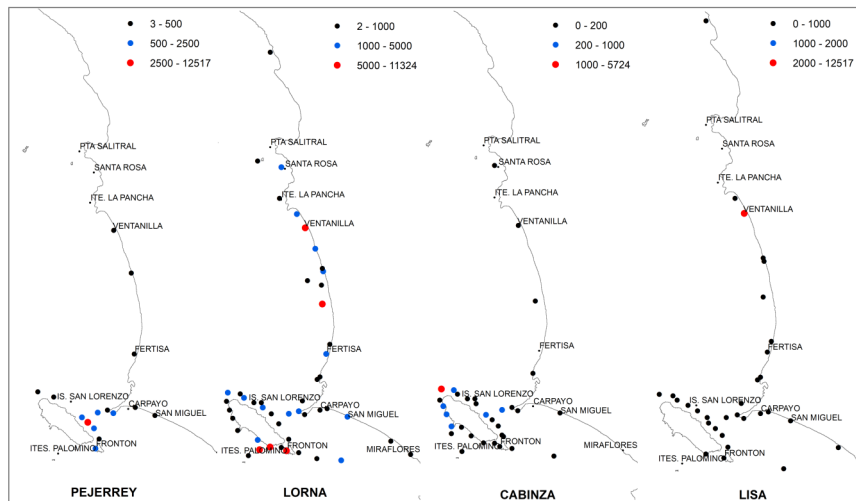 3 - 500
500 - 2500
2500 - 12517
PTA SALITRAL
SANTA ROSA
ITE. LA PANCHA
VENTANILLA
FERTISA
IS. SAN LORENZO
CARPAYO
SAN MIGUEL
FRONTON
ITES. PALOMINO
PEJERREY
2 - 1000
1000 - 5000
5000 - 11324
PTA SALITRAL
SANTA ROSA
ITE. LA PANCHA
VENTANILLA
FERTISA
IS. SAN LORENZO
CARPAYO
SAN MIGUEL
FRONTON
ITES. PALOMINO
MIRAFLORES
LORNA
0 - 200
200 - 1000
1000 - 5724
PTA SALITRAL
SANTA ROSA
ITE. LA PANCHA
VENTANILLA
FERTISA
IS. SAN LORENZO
CARPAYO
SAN MIGUEL
FRONTON
ITES. PALOMINO
MIRAFLORES
CABINZA
0 - 1000
1000 - 2000
2000 - 12517
PTA SALITRAL
SANTA ROSA
ITE. LA PANCHA
VENTANILLA
FERTISA
IS. SAN LORENZO
CARPAYO
SAN MIGUEL
FRONTON
ITES. PALOMINO
LISA